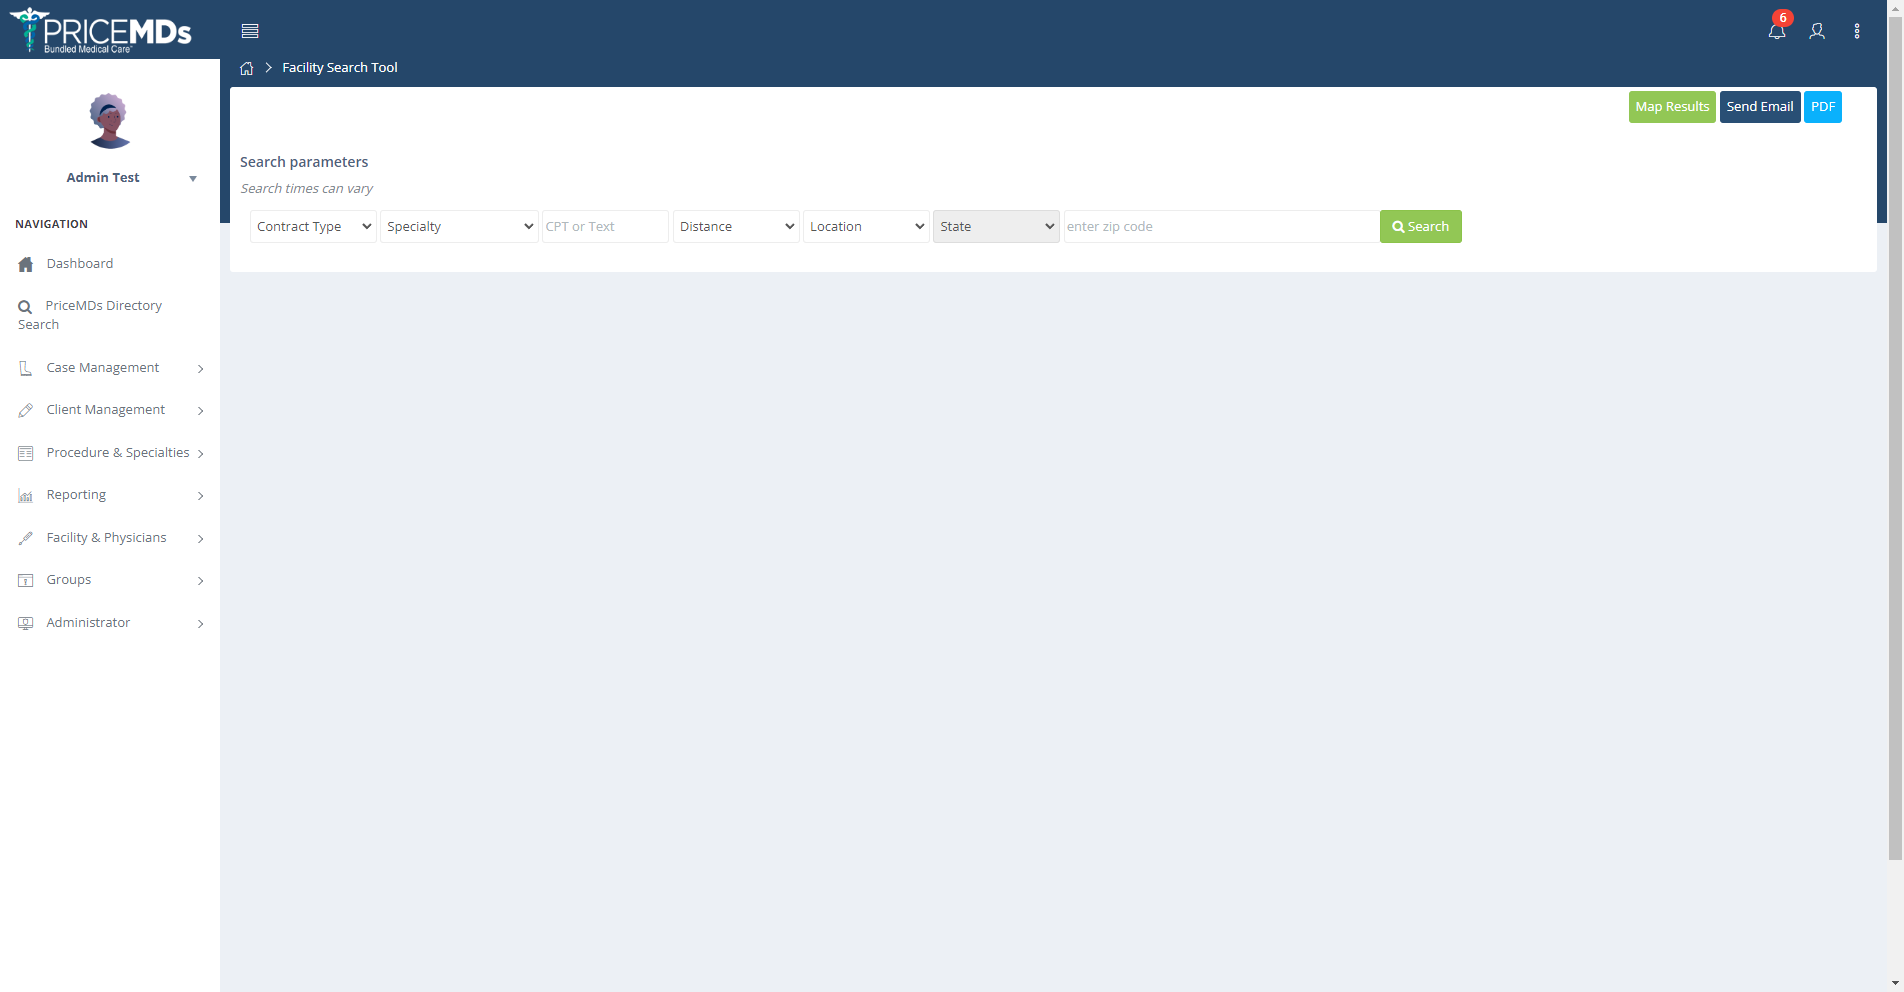 PRICEMDs
Bundled Medical Care
6
Facility Search Tool
Map Results
Send Email
PDF
Admin Test
Search parameters
Search times can vary
Contract Type
Specialty
CPT or Text
Distance
Location
State
enter zip code
Search
NAVIGATION
Dashboard
PriceMDs Directory
Search
Case Management
Client Management
Procedure & Specialties
Reporting
Facility & Physicians
Groups
Administrator